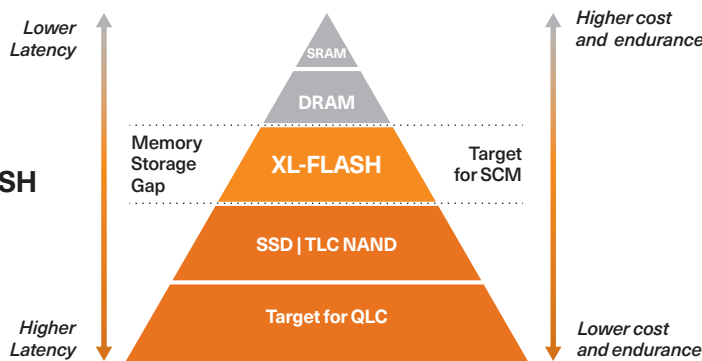 Lower
Latency
Higher cost
and endurance
SRAM
DRAM
Memory
Storage
Gap
XL-FLASH
Target
for SCM
SH
SSD | TLC NAND
Target for QLC
Higher
Latency
Lower cost
and endurance